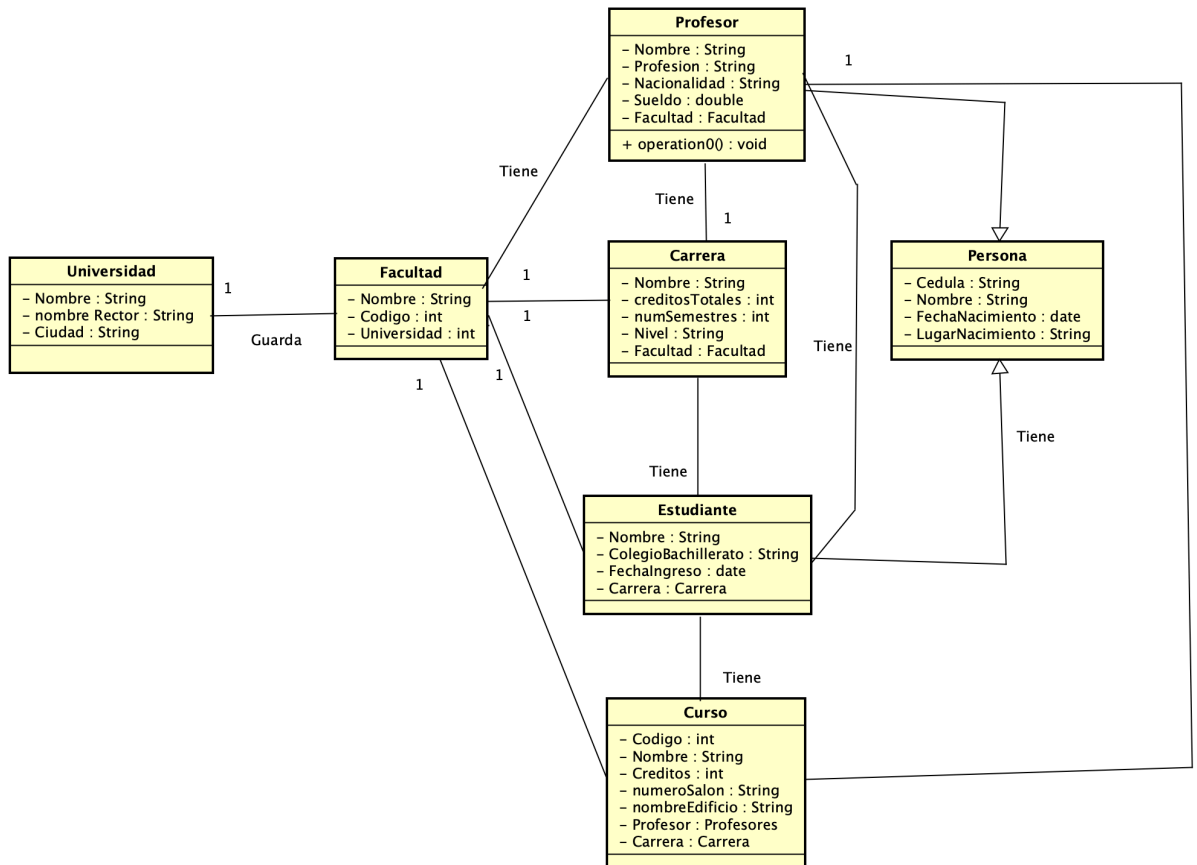 Profesor
- Nombre : String
- Profesion : String
- Nacionalidad : String
- Sueldo : double
- Facultad : Facultad
+ operation0() : void
1
Tiene
Tiene
1
Universidad
- Nombre : String
- nombre Rector : String
- Ciudad : String
1
Guarda
Facultad
- Nombre : String
- Codigo : int
- Universidad : int
1
1
1
1
Carrera
- Nombre : String
- creditosTotales : int
- numSemestres : int
- Nivel : String
- Facultad : Facultad
Persona
- Cedula : String
- Nombre : String
- FechaNacimiento : date
- LugarNacimiento : String
Tiene
Tiene
Tiene
Estudiante
- Nombre : String
- ColegioBachillerato : String
- FechaIngreso : date
- Carrera : Carrera
Tiene
Curso
- Codigo : int
- Nombre : String
- Creditos : int
- numeroSalon : String
- nombreEdificio : String
- Profesor : Profesores
- Carrera : Carrera